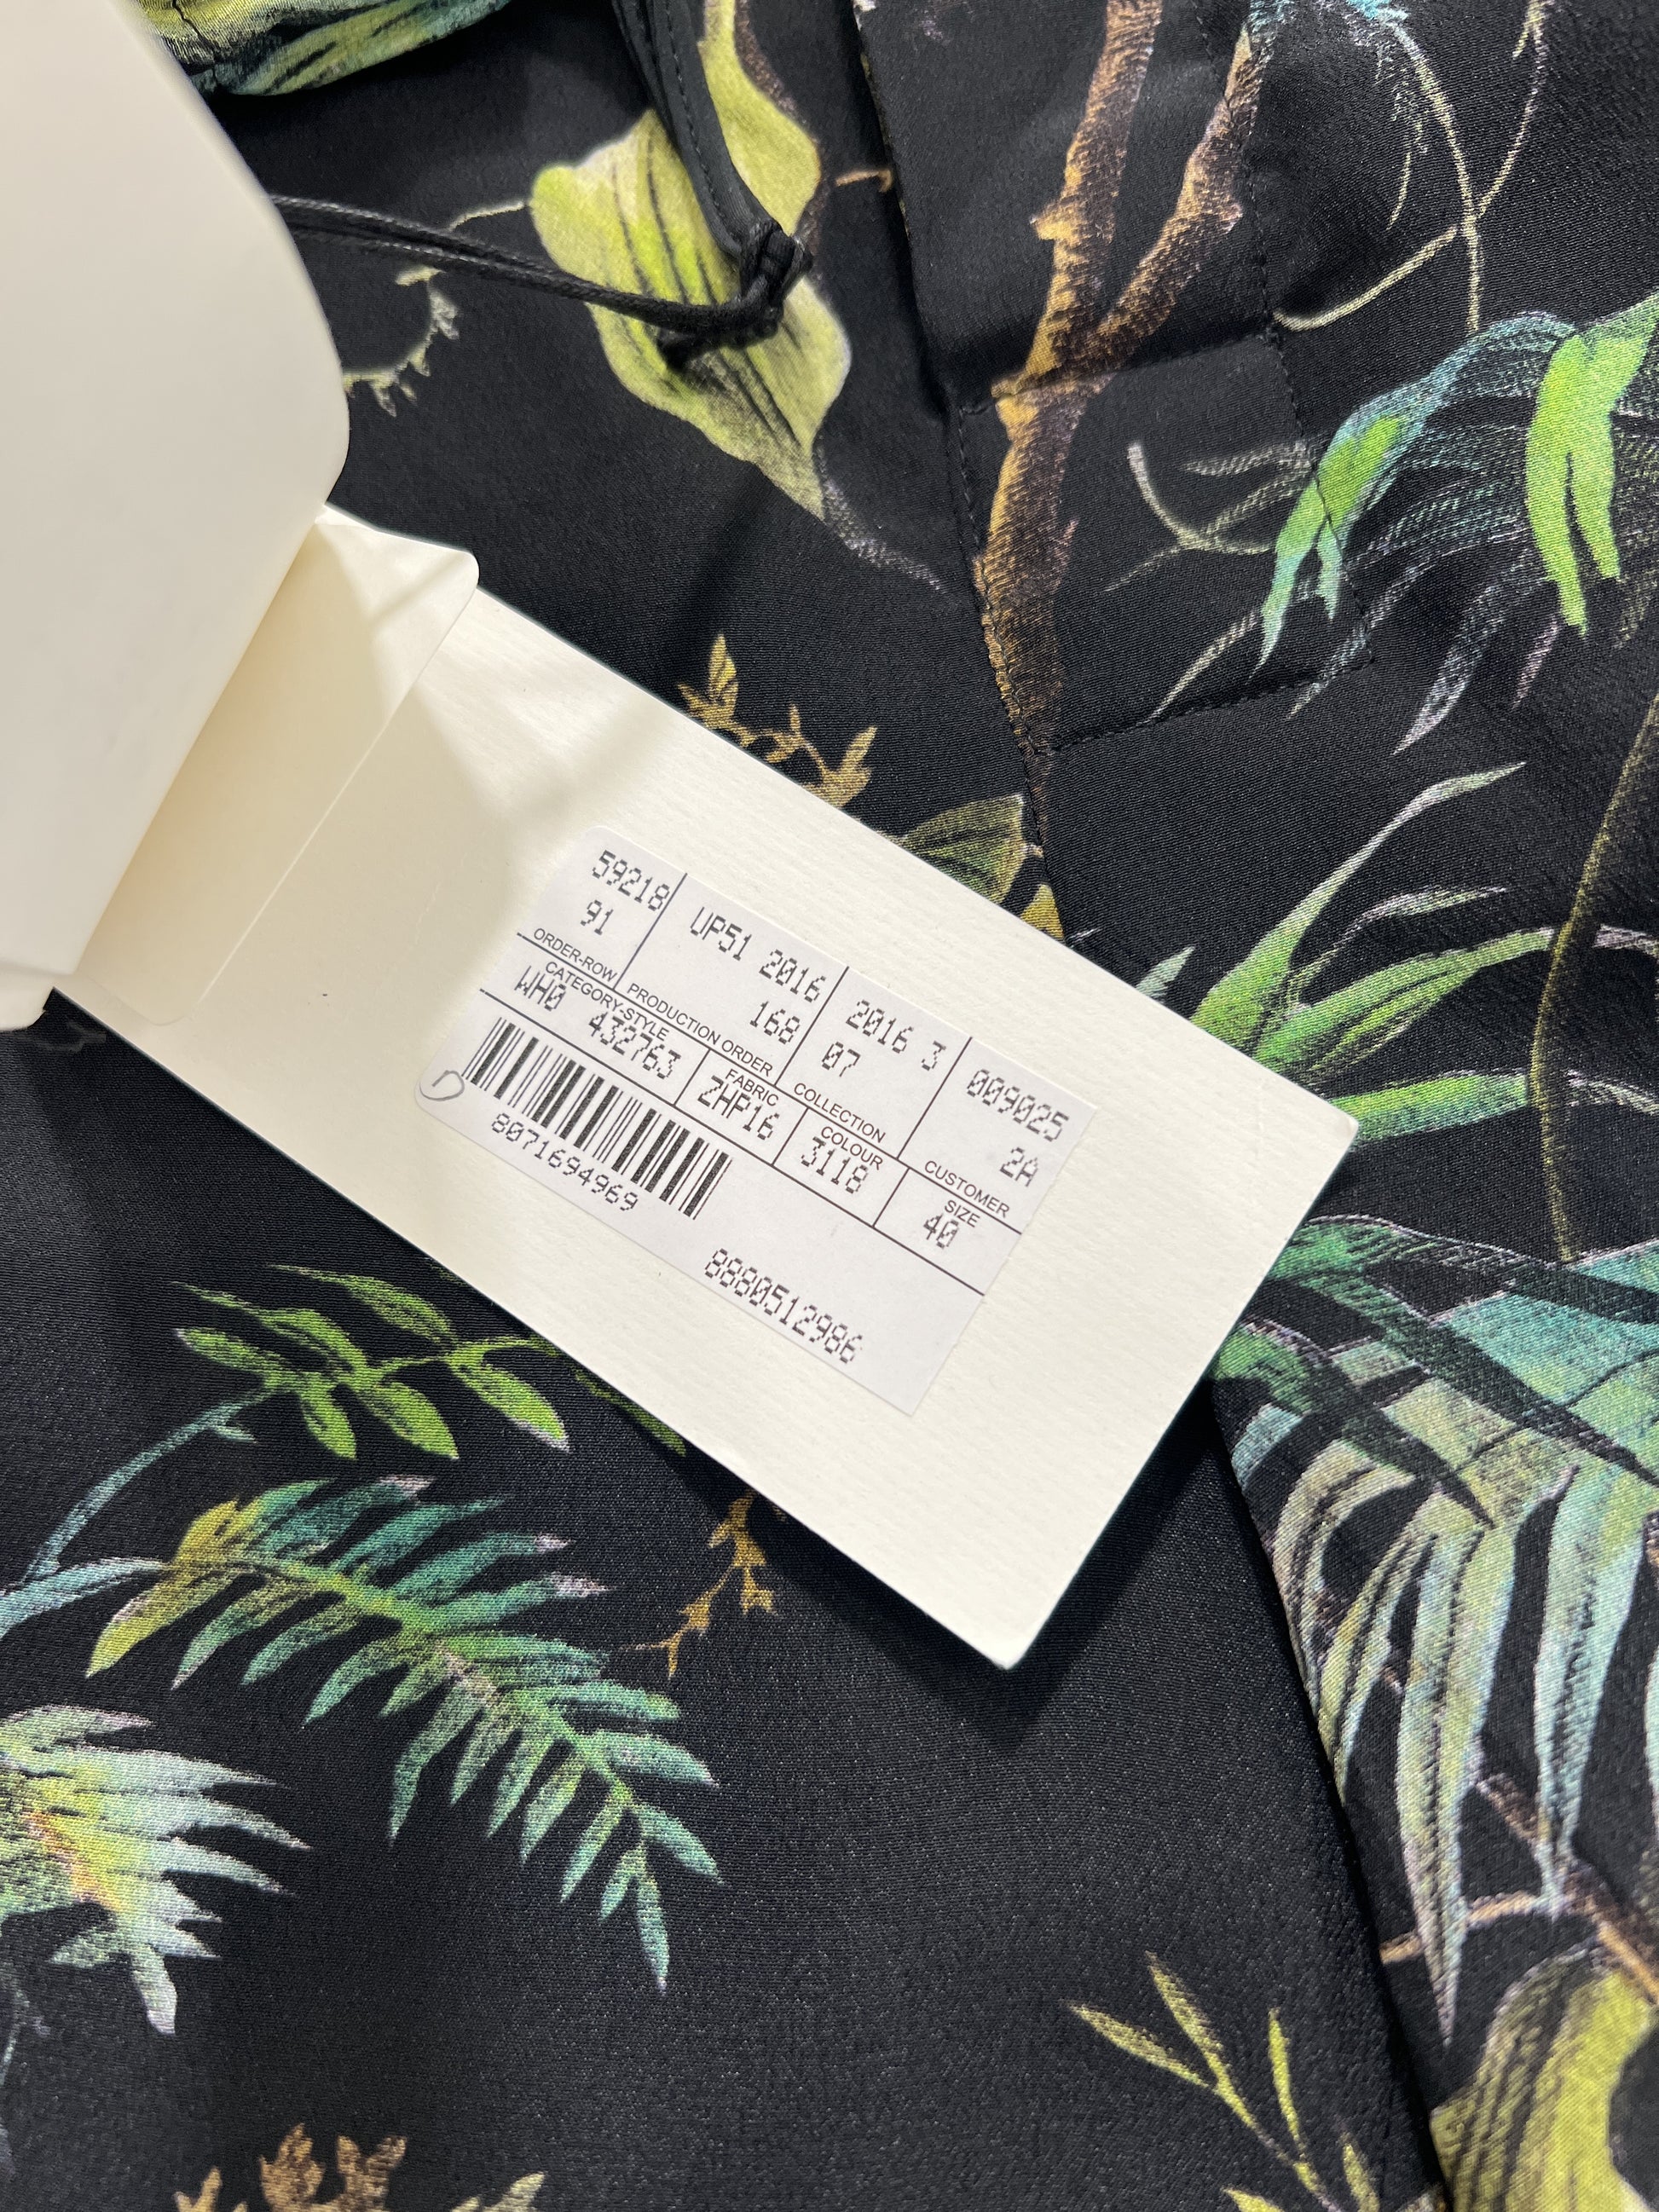 59218 UP51 2016 2016 3 009025
91 168 07 2A
ORDER-ROW PRODUCTION ORDER COLLECTION CUSTOMER
CATEGORY-STYLE FABRIC COLOUR SIZE
WH0 432763 ZHP16 3118 40
8071694969
8880512986